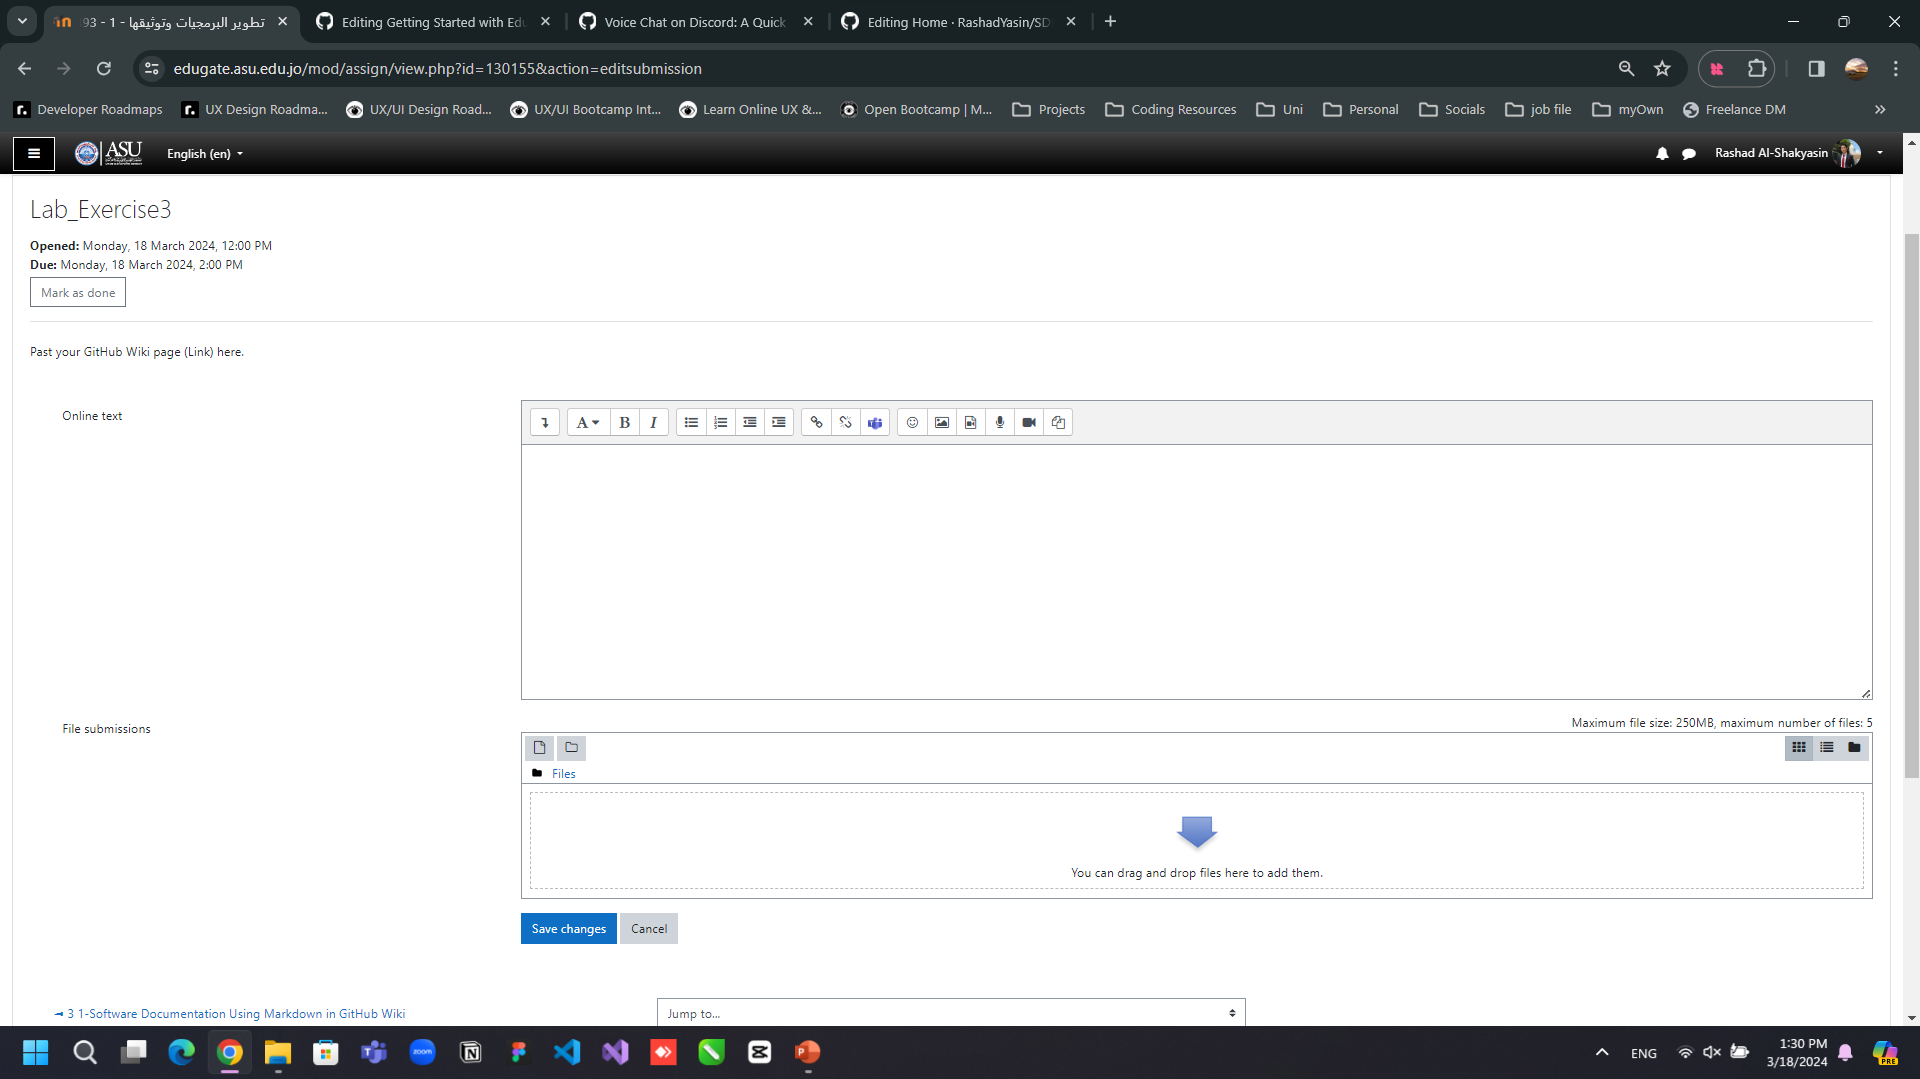 تطوير البرمجيات وتوثيقها - 1 - 93
Editing Getting Started with Edu
Voice Chat on Discord: A Quick
Editing Home · RashadYasin/SD
edugate.asu.edu.jo/mod/assign/view.php?id=130155&action=editsubmission
Developer Roadmaps
UX Design Roadma...
UX/UI Design Road...
UX/UI Bootcamp Int...
Learn Online UX &...
Open Bootcamp | M...
Projects
Coding Resources
Uni
Personal
Socials
job file
myOwn
Freelance DM
ASU
English (en)
Rashad Al-Shakyasin
Lab_Exercise3
Opened: Monday, 18 March 2024, 12:00 PM
Due: Monday, 18 March 2024, 2:00 PM
Mark as done
Past your GitHub Wiki page (Link) here.
Online text
A B I
File submissions
Maximum file size: 250MB, maximum number of files: 5
Files
You can drag and drop files here to add them.
Save changes
Cancel
◄ 3 1-Software Documentation Using Markdown in GitHub Wiki
Jump to...
zoom
ENG
1:30 PM
3/18/2024
PRE